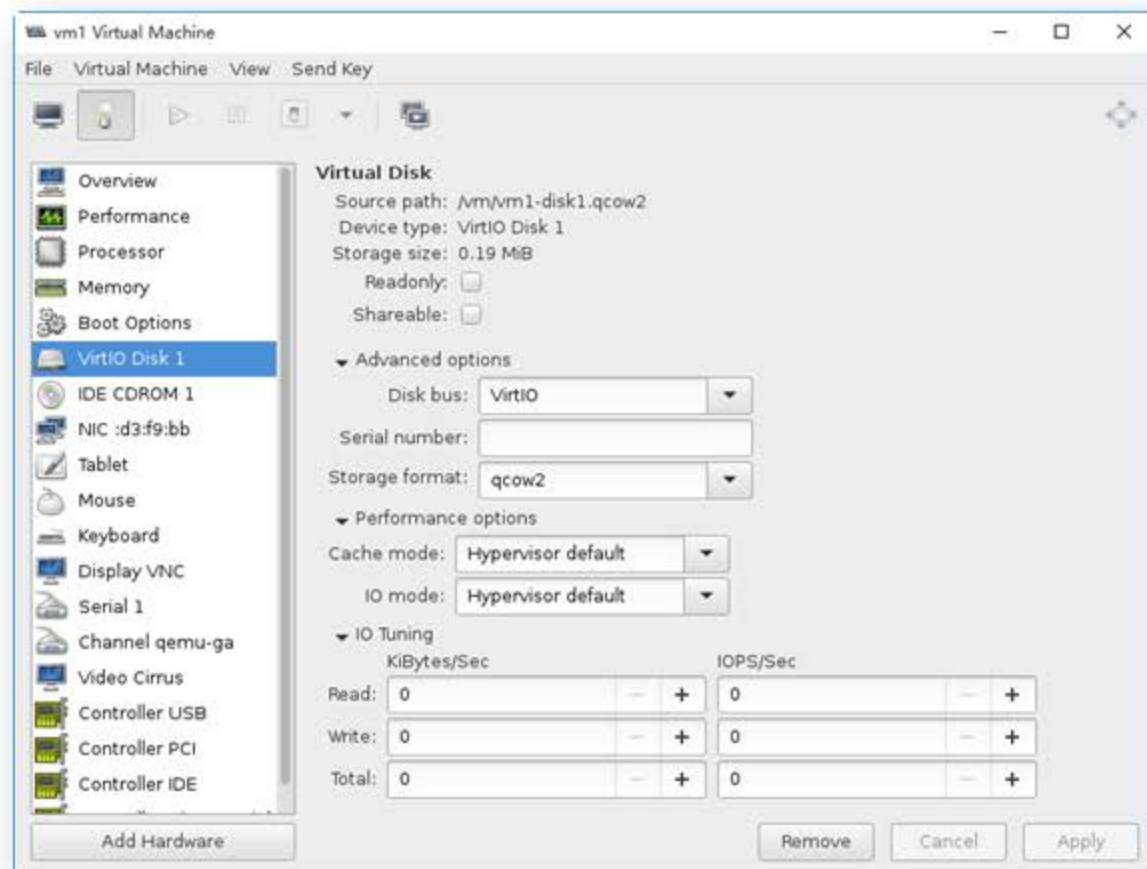 vm1 Virtual Machine
File Virtual Machine View Send Key
Overview
Performance
Processor
Memory
Boot Options
VirtIO Disk 1
IDE CDROM 1
NIC :d3:f9:bb
Tablet
Mouse
Keyboard
Display VNC
Serial 1
Channel qemu-ga
Video Cirrus
Controller USB
Controller PCI
Controller IDE
Add Hardware
Virtual Disk
Source path: /vm/vm1-disk1.qcow2
Device type: VirtIO Disk 1
Storage size: 0.19 MiB
Readonly:
Shareable:
Advanced options
Disk bus: VirtIO
Serial number:
Storage format: qcow2
Performance options
Cache mode: Hypervisor default
IO mode: Hypervisor default
IO Tuning
KiBytes/Sec IOPS/Sec
Read: 0 0
Write: 0 0
Total: 0 0
Remove Cancel Apply